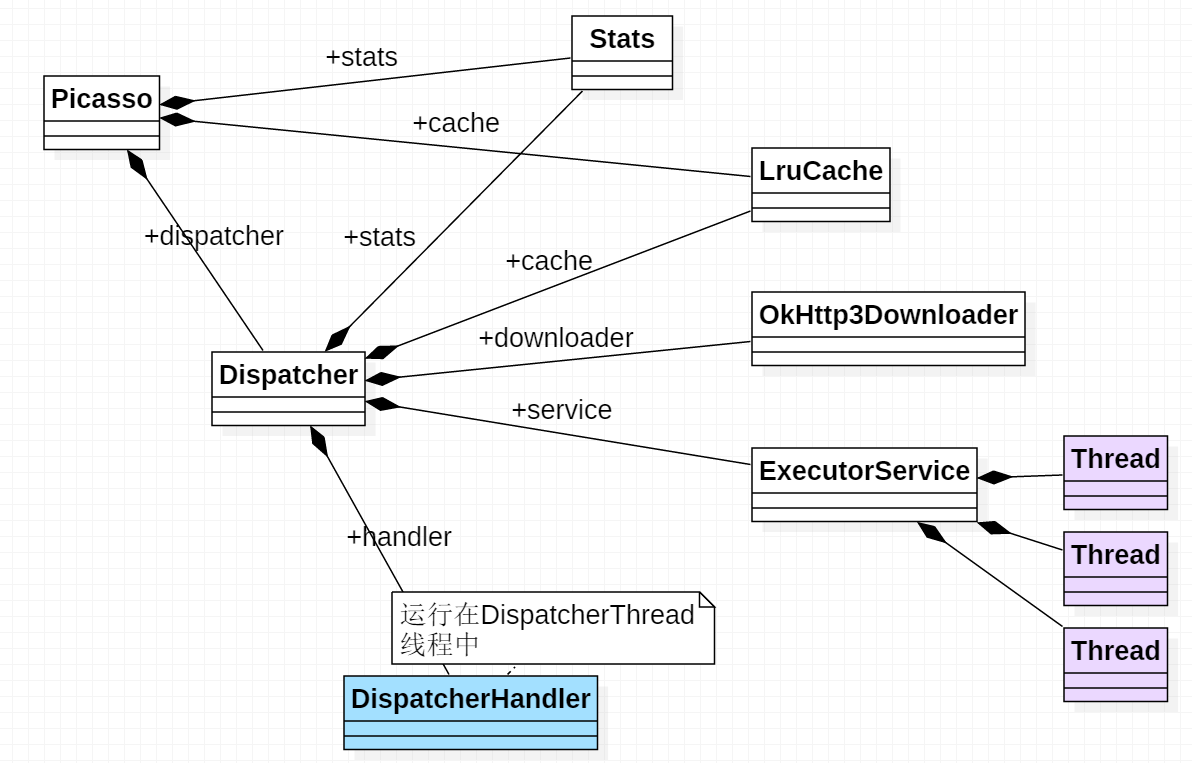 Stats
+stats
Picasso
+cache
LruCache
+dispatcher
+stats
+cache
OkHttp3Downloader
+downloader
Dispatcher
+service
ExecutorService
Thread
+handler
Thread
运行在DispatcherThread
线程中
Thread
DispatcherHandler